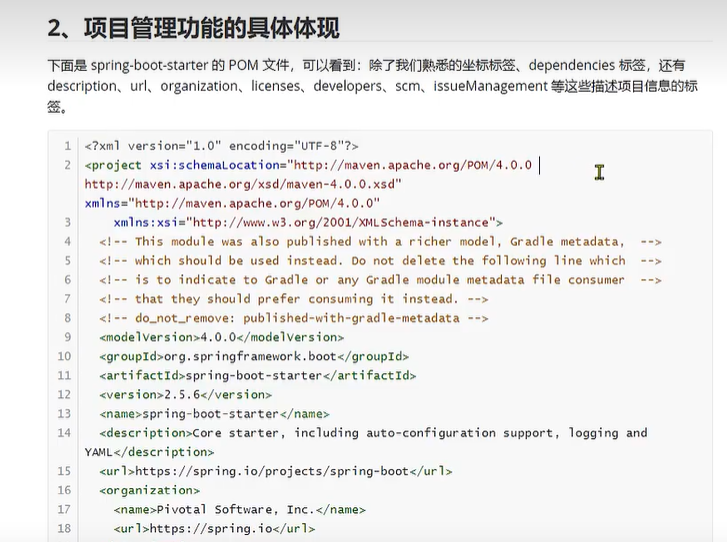 2、项目管理功能的具体体现
下面是 spring-boot-starter 的 POM 文件，可以看到：除了我们熟悉的坐标标签、dependencies 标签，还有
description、url、organization、licenses、developers、scm、issueManagement 等这些描述项目信息的标
签。
1 <?xml version="1.0" encoding="UTF-8"?>
2 <project xsi:schemaLocation="http://maven.apache.org/POM/4.0.0
http://maven.apache.org/xsd/maven-4.0.0.xsd"
xmlns="http://maven.apache.org/POM/4.0.0"
3 xmlns:xsi="http://www.w3.org/2001/XMLSchema-instance">
4 <!-- This module was also published with a richer model, Gradle metadata,  -->
5 <!-- which should be used instead. Do not delete the following line which  -->
6 <!-- is to indicate to Gradle or any Gradle module metadata file consumer  -->
7 <!-- that they should prefer consuming it instead. -->
8 <!-- do_not_remove: published-with-gradle-metadata -->
9 <modelVersion>4.0.0</modelVersion>
10 <groupId>org.springframework.boot</groupId>
11 <artifactId>spring-boot-starter</artifactId>
12 <version>2.5.6</version>
13 <name>spring-boot-starter</name>
14 <description>Core starter, including auto-configuration support, logging and
YAML</description>
15 <url>https://spring.io/projects/spring-boot</url>
16 <organization>
17 <name>Pivotal Software, Inc.</name>
18 <url>https://spring.io</url>